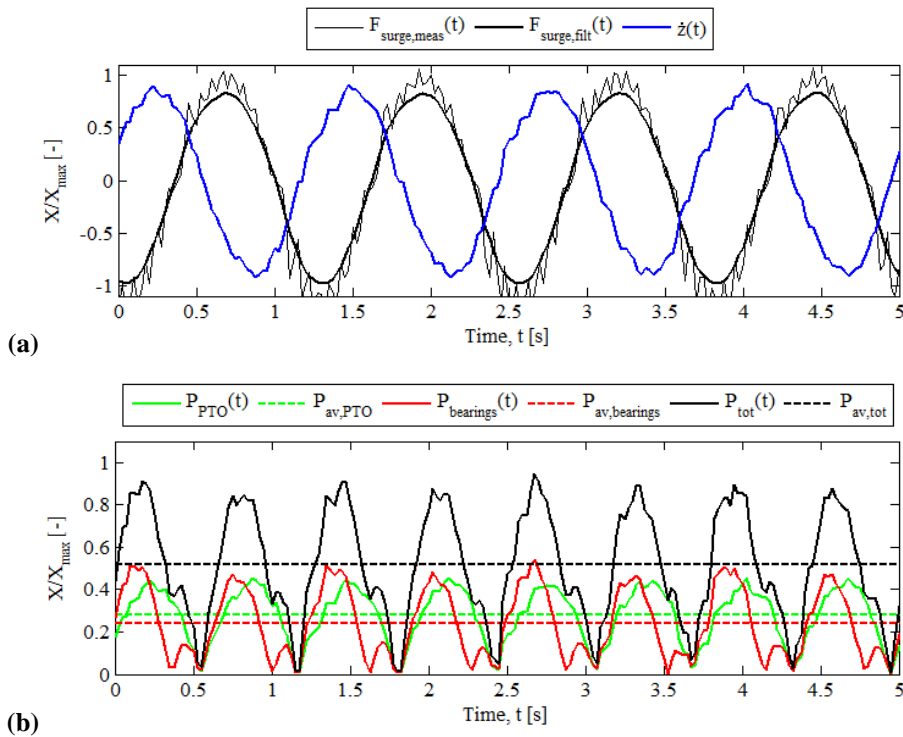 F_surge,meas(t) F_surge,filt(t) ż(t)
1
0.5
0
-0.5
-1
X/X_max [-]
0 0.5 1 1.5 2 2.5 3 3.5 4 4.5 5
Time, t [s]
(a)
P_PTO(t) P_av,PTO P_bearings(t) P_av,bearings P_tot(t) P_av,tot
1
0.8
0.6
0.4
0.2
0
X/X_max [-]
0 0.5 1 1.5 2 2.5 3 3.5 4 4.5 5
Time, t [s]
(b)